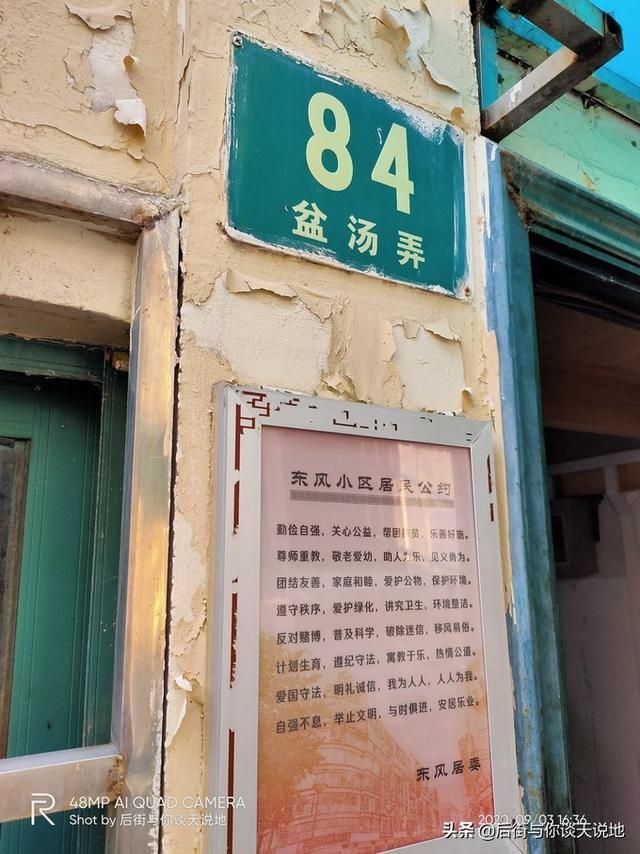 84
盆汤弄
东风小区居民公约
勤俭自强，关心公益，帮困扶贫，乐善好施。
尊师重教，敬老爱幼，助人为乐，见义勇为。
团结友善，家庭和睦，爱护公物，保护环境。
遵守秩序，爱护绿化，讲究卫生，环境整洁。
反对赌博，普及科学，破除迷信，移风易俗。
计划生育，遵纪守法，寓教于乐，热情公道。
爱国守法，明礼诚信，我为人人，人人为我。
自强不息，举止文明，与时俱进，安居乐业。
东风居委
48MP AI QUAD CAMERA
Shot by 后街与你谈天说地
2020/09/03 16:36
头条 @后街与你谈天说地